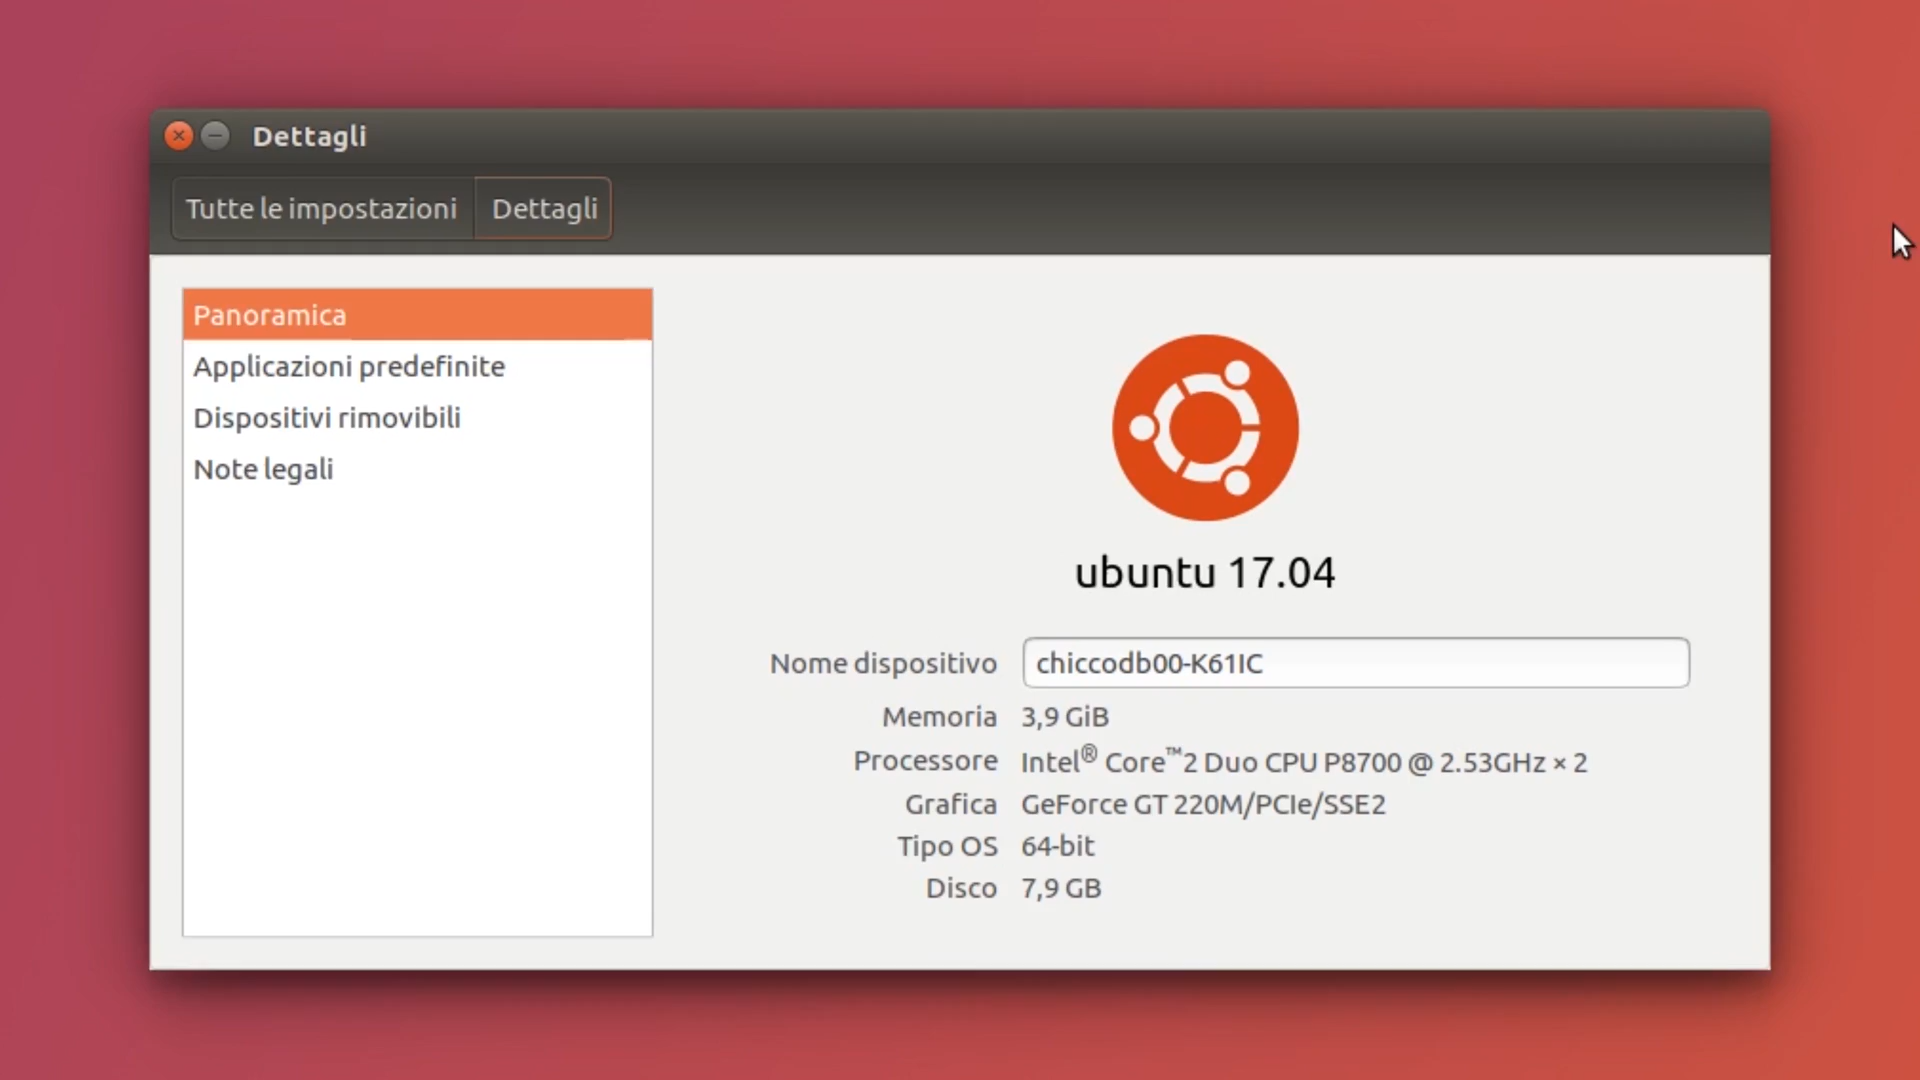 Dettagli
Tutte le impostazioni Dettagli
Panoramica
Applicazioni predefinite
Dispositivi rimovibili
Note legali
ubuntu 17.04
Nome dispositivo chiccodb00-K61IC
Memoria 3,9 GiB
Processore Intel® Core™2 Duo CPU P8700 @ 2.53GHz × 2
Grafica GeForce GT 220M/PCIe/SSE2
Tipo OS 64-bit
Disco 7,9 GB